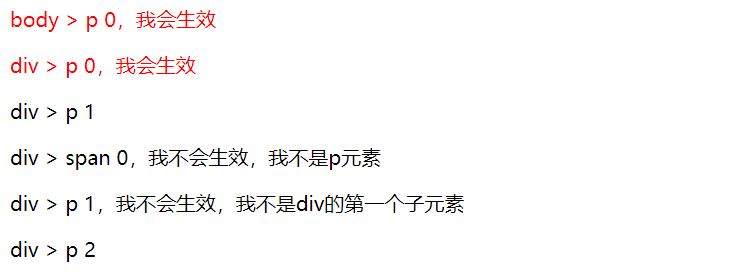 body > p 0，我会生效
div > p 0，我会生效
div > p 1
div > span 0，我不会生效，我不是p元素
div > p 1，我不会生效，我不是div的第一个子元素
div > p 2